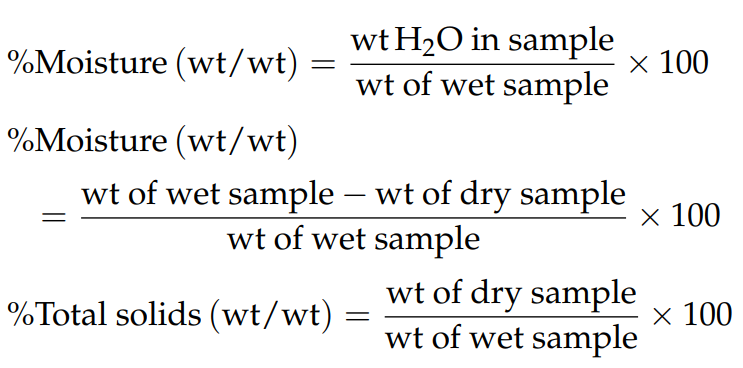 %Moisture (wt/wt) = wt H₂O in sample / wt of wet sample × 100
%Moisture (wt/wt)
= wt of wet sample − wt of dry sample / wt of wet sample × 100
%Total solids (wt/wt) = wt of dry sample / wt of wet sample × 100